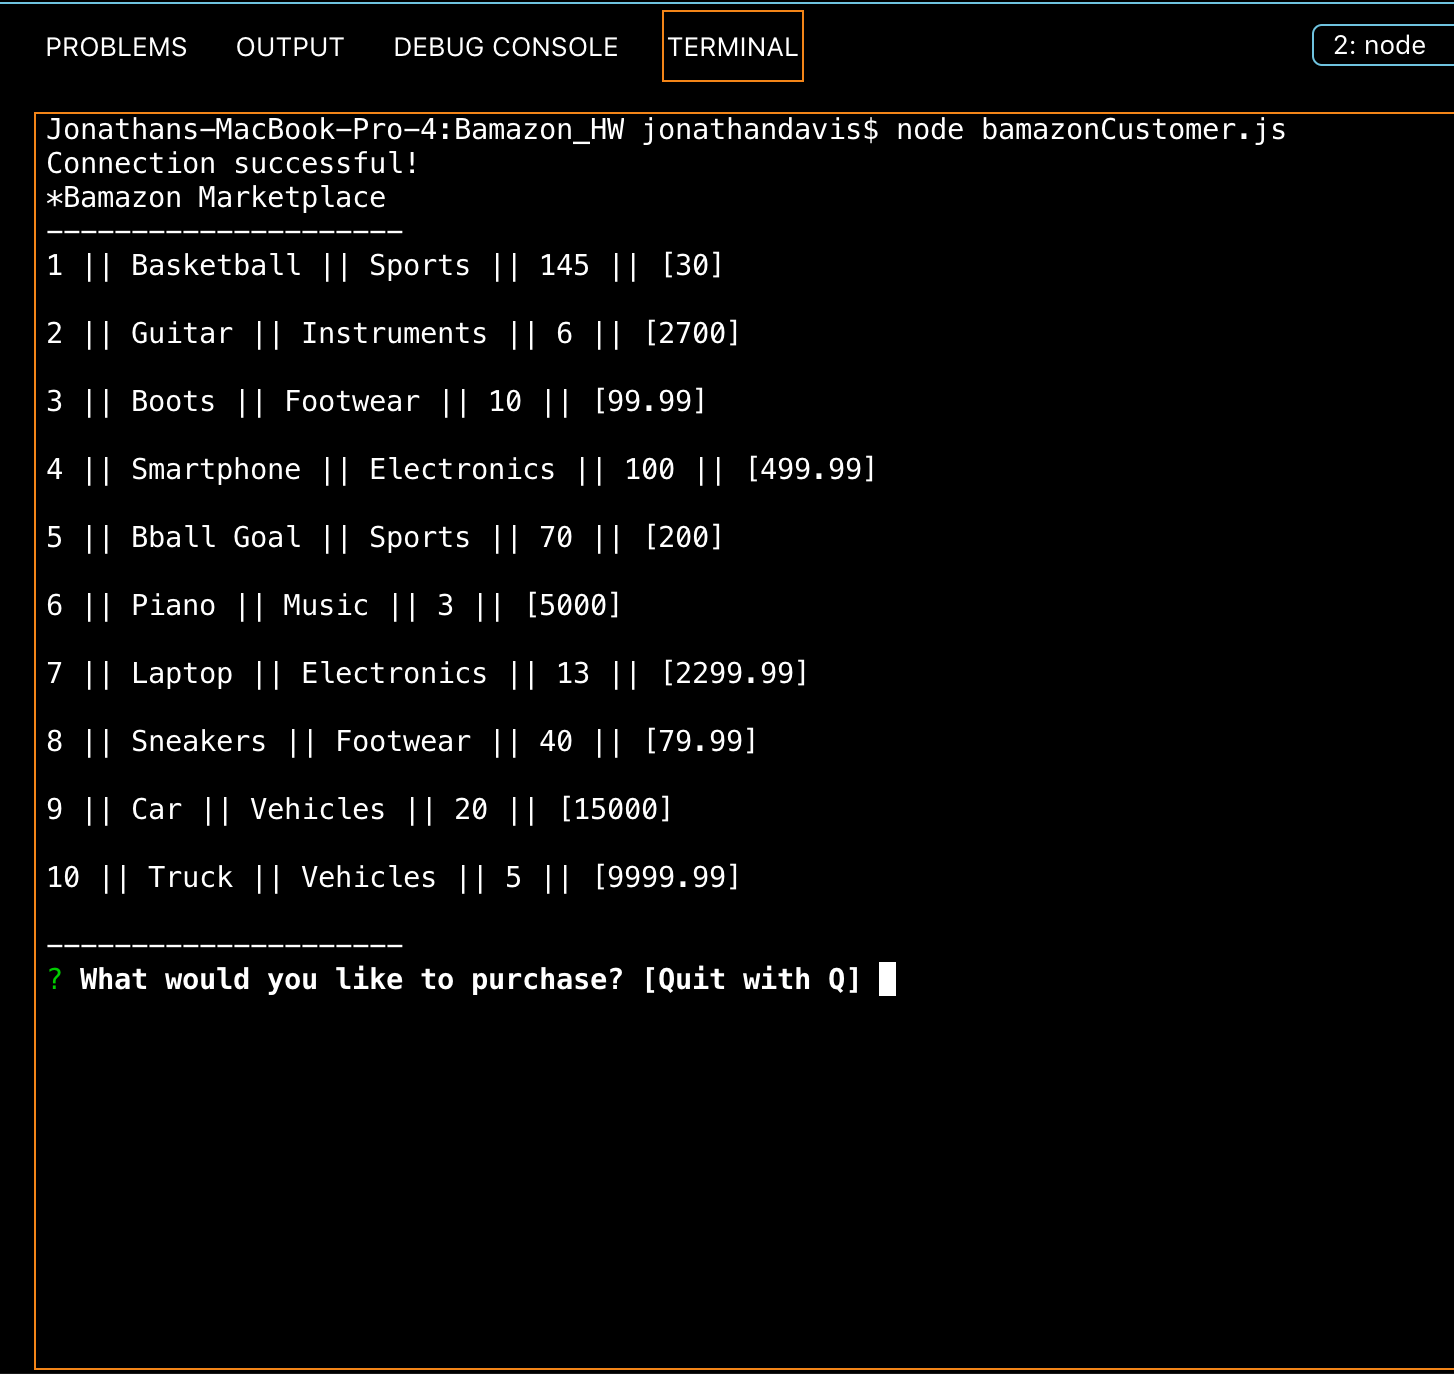 PROBLEMS OUTPUT DEBUG CONSOLE TERMINAL 2: node
Jonathans-MacBook-Pro-4:Bamazon_HW jonathandavis$ node bamazonCustomer.js
Connection successful!
*Bamazon Marketplace
---------------------
1 || Basketball || Sports || 145 || [30]
2 || Guitar || Instruments || 6 || [2700]
3 || Boots || Footwear || 10 || [99.99]
4 || Smartphone || Electronics || 100 || [499.99]
5 || Bball Goal || Sports || 70 || [200]
6 || Piano || Music || 3 || [5000]
7 || Laptop || Electronics || 13 || [2299.99]
8 || Sneakers || Footwear || 40 || [79.99]
9 || Car || Vehicles || 20 || [15000]
10 || Truck || Vehicles || 5 || [9999.99]
---------------------
? What would you like to purchase? [Quit with Q]